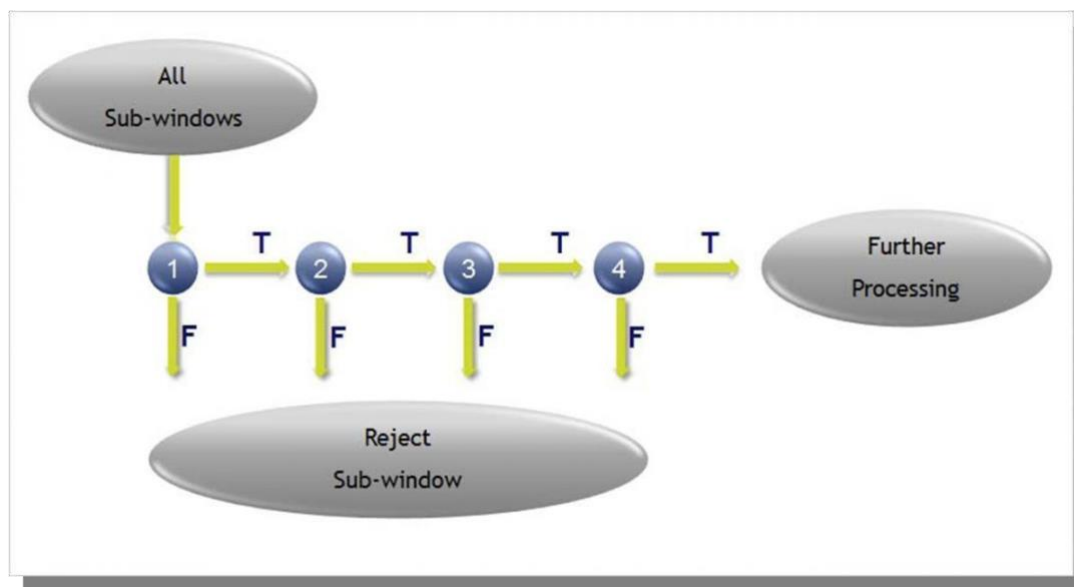 All
Sub-windows
T
T
T
T
1
2
3
4
Further
Processing
F
F
F
F
Reject
Sub-window